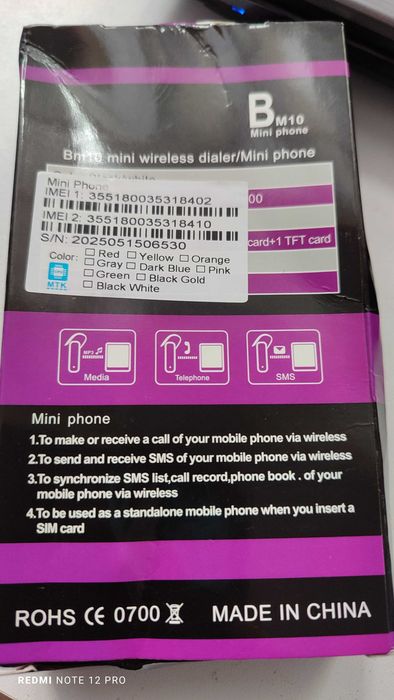 B M10
Mini phone
Bm10 mini wireless dialer/Mini phone
Mini Phone
IMEI 1: 355180035318402
00
IMEI 2: 355180035318410
S/N: 2025051506530
card+1 TFT card
Color: □ Red □ Yellow □ Orange
□ Gray □ Dark Blue □ Pink
□ Green □ Black Gold
□ Black White
MTK
MP3
Media
Telephone
SMS
Mini phone
1.To make or receive a call of your mobile phone via wireless
2.To send and receive SMS of your mobile phone via wireless
3.To synchronize SMS list,call record,phone book . of your
mobile phone via wireless
4.To be used as a standalone mobile phone when you insert a
SIM card
ROHS CE 0700 MADE IN CHINA
REDMI NOTE 12 PRO